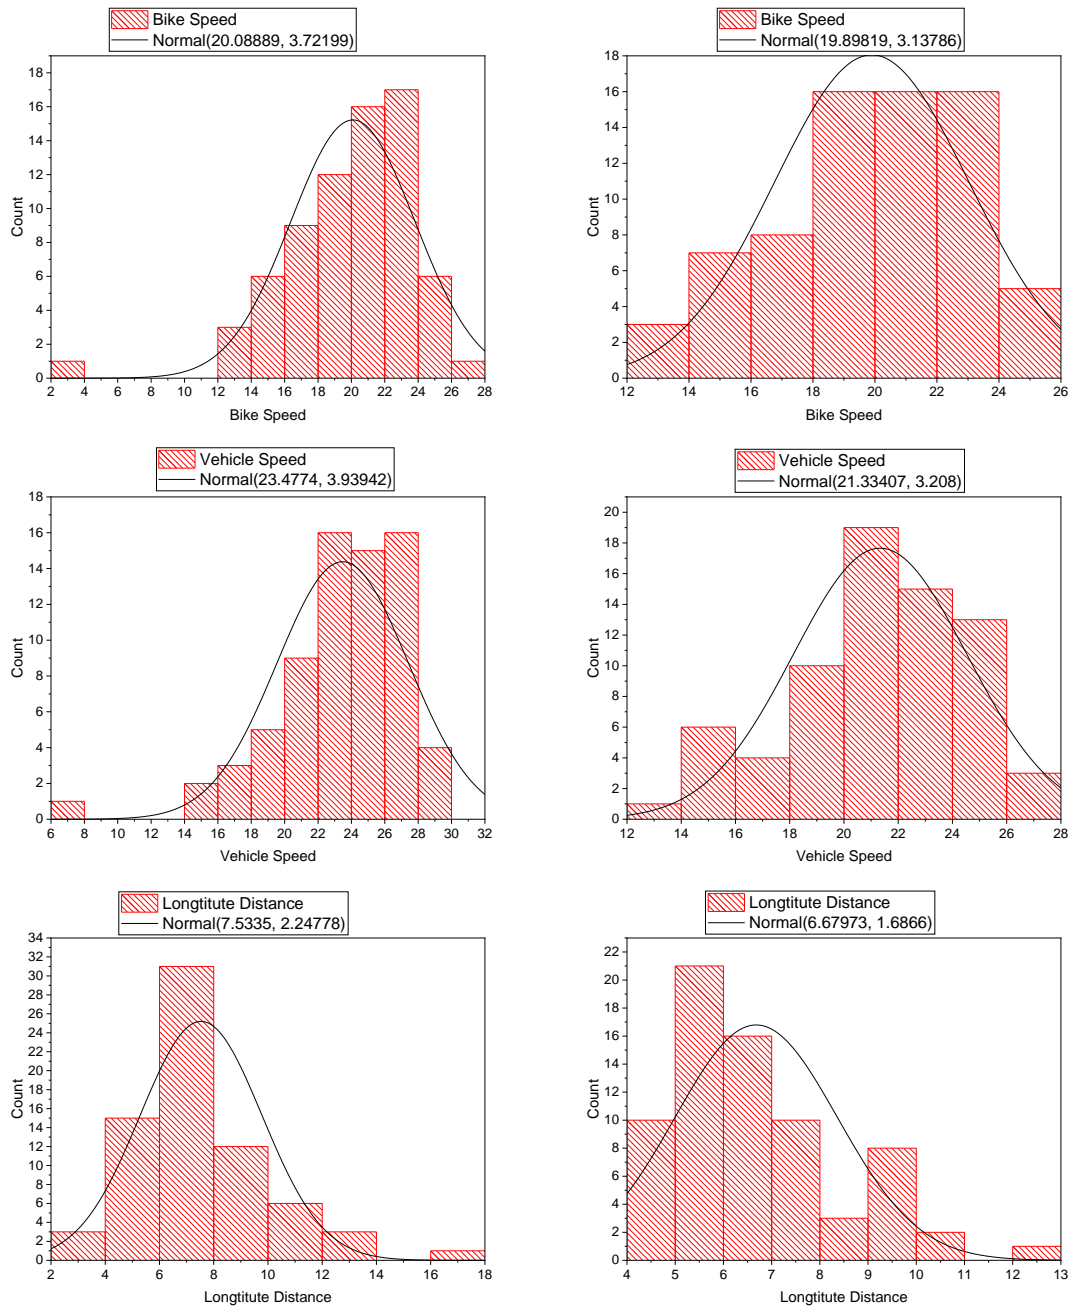 Bike Speed
Normal(20.08889, 3.72199)
18
16
14
12
10
8
6
4
2
0
Count
2 4 6 8 10 12 14 16 18 20 22 24 26 28
Bike Speed
Bike Speed
Normal(19.89819, 3.13786)
18
16
14
12
10
8
6
4
2
0
Count
12 14 16 18 20 22 24 26
Bike Speed
Vehicle Speed
Normal(23.4774, 3.93942)
18
16
14
12
10
8
6
4
2
0
Count
6 8 10 12 14 16 18 20 22 24 26 28 30 32
Vehicle Speed
Vehicle Speed
Normal(21.33407, 3.208)
20
18
16
14
12
10
8
6
4
2
0
Count
12 14 16 18 20 22 24 26 28
Vehicle Speed
Longtitute Distance
Normal(7.5335, 2.24778)
34
31
30
28
26
24
22
20
18
16
14
12
10
8
6
4
2
0
Count
2 4 6 8 10 12 14 16 18
Longtitute Distance
Longtitute Distance
Normal(6.67973, 1.6866)
22
20
18
16
14
12
10
8
6
4
2
0
Count
4 5 6 7 8 9 10 11 12 13
Longtitute Distance